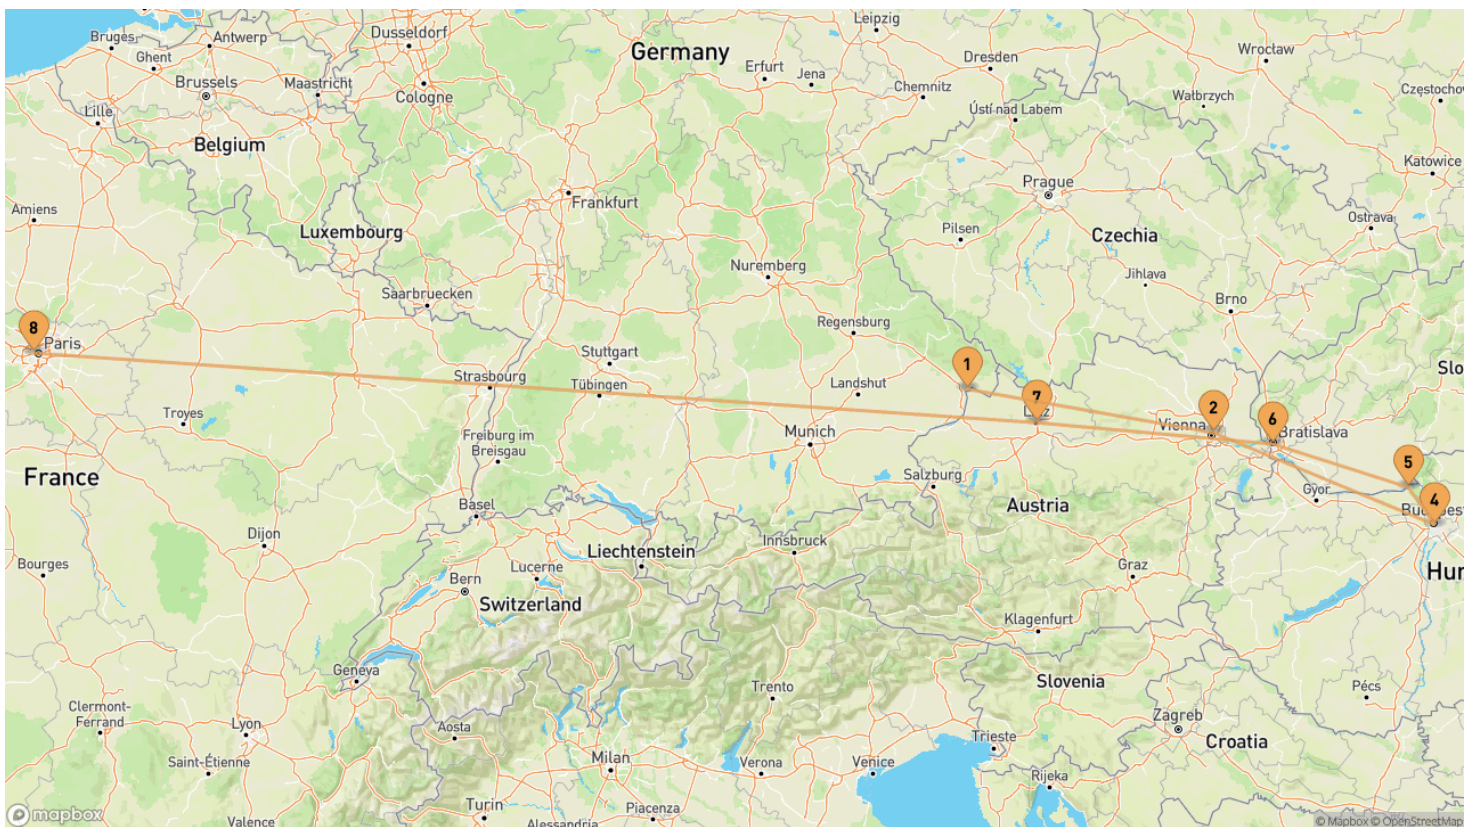 Bruges
Antwerp
Dusseldorf
Germany
Leipzig
Ghent
Brussels
Maastricht
Cologne
Erfurt
Jena
Dresden
Wrocław
Chemnitz
Lille
Belgium
Ústí nad Labem
Wałbrzych
Częstochow
Katowice
Prague
Amiens
Luxembourg
Frankfurt
Pilsen
Czechia
Ostrava
Nuremberg
Jihlava
Saarbruecken
Brno
8
Paris
Regensburg
Stuttgart
Strasbourg
Tübingen
Landshut
1
7
Slo
Troyes
2
Vienna
6
Bratislava
Freiburg im
Breisgau
Munich
5
France
Salzburg
Gyor
4
Basel
Austria
Dijon
Liechtenstein
Innsbruck
Bourges
Bern
Lucerne
Graz
Hun
Switzerland
Klagenfurt
Geneva
Slovenia
Trento
Pécs
Clermont-
Ferrand
Lyon
Aosta
Zagreb
Croatia
Trieste
Saint-Étienne
Milan
Verona
Venice
Rijeka
Turin
Piacenza
mapbox
Valence
Alessandria
© Mapbox © OpenStreetMap